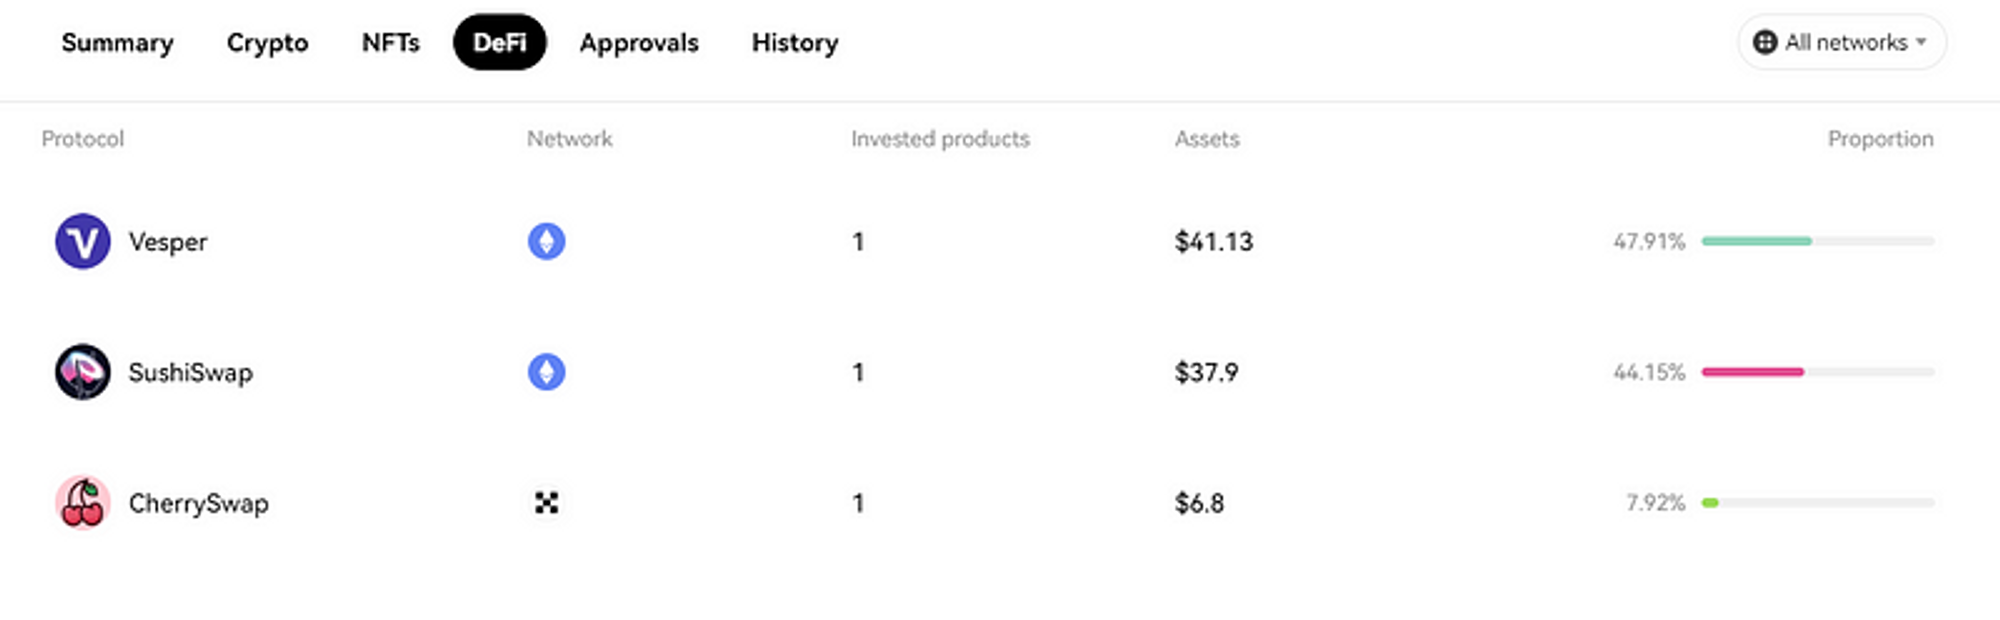 Summary Crypto NFTs DeFi Approvals History All networks
Protocol Network Invested products Assets Proportion
Vesper 1 $41.13 47.91%
SushiSwap 1 $37.9 44.15%
CherrySwap 1 $6.8 7.92%